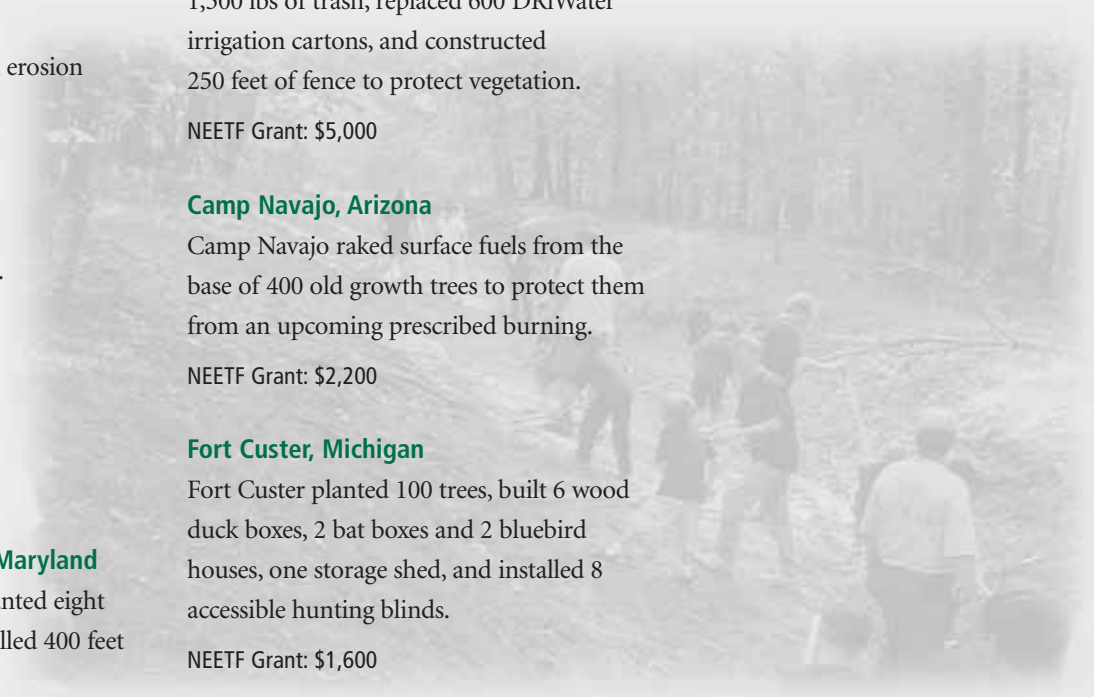 erosion
.
Maryland
nted eight
lled 400 feet
1,500 lbs of trash, replaced 600 DRiWater
irrigation cartons, and constructed
250 feet of fence to protect vegetation.
NEETF Grant: $5,000
Camp Navajo, Arizona
Camp Navajo raked surface fuels from the
base of 400 old growth trees to protect them
from an upcoming prescribed burning.
NEETF Grant: $2,200
Fort Custer, Michigan
Fort Custer planted 100 trees, built 6 wood
duck boxes, 2 bat boxes and 2 bluebird
houses, one storage shed, and installed 8
accessible hunting blinds.
NEETF Grant: $1,600